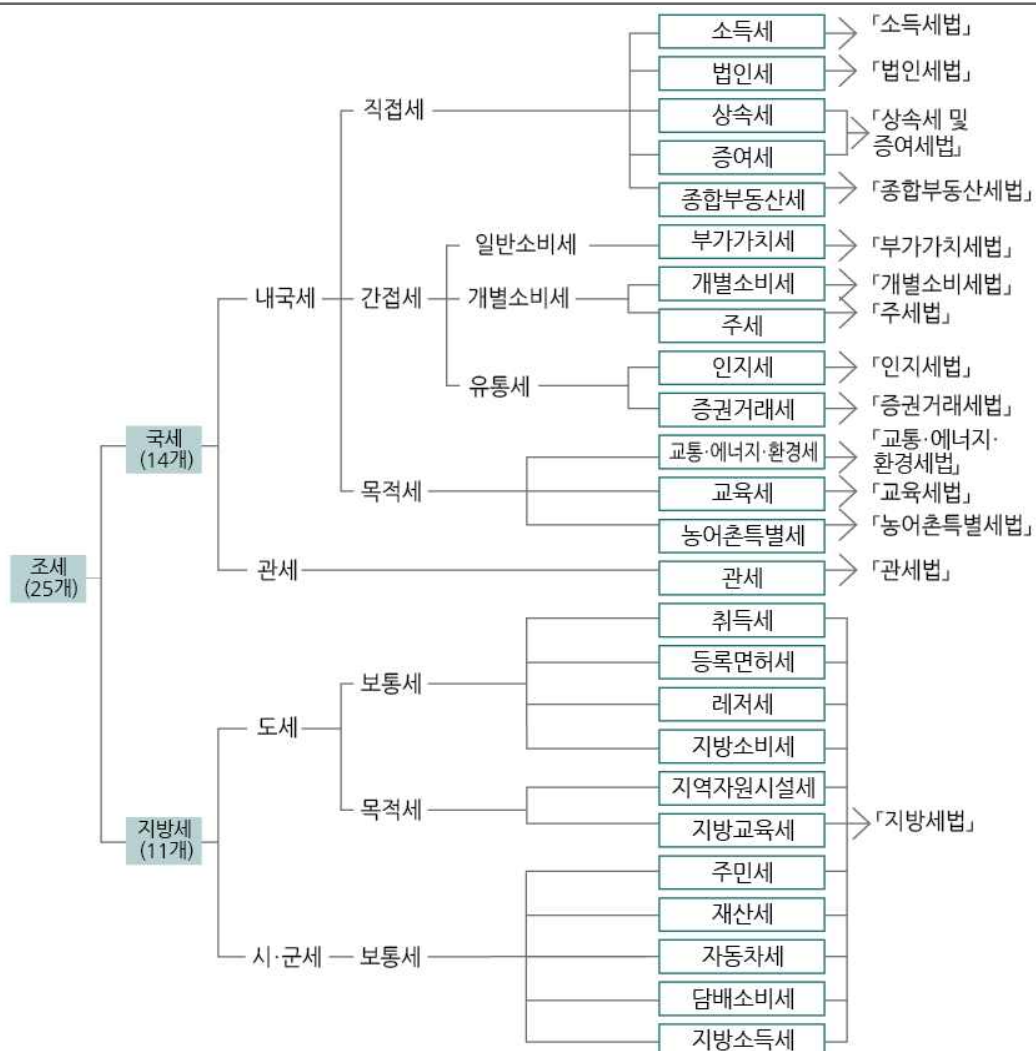 소득세
「소득세법」
법인세
「법인세법」
직접세
상속세
「상속세 및
증여세법」
증여세
종합부동산세
「종합부동산세법」
일반소비세
부가가치세
「부가가치세법」
내국세
간접세
개별소비세
개별소비세
「개별소비세법」
주세
「주세법」
유통세
인지세
「인지세법」
증권거래세
「증권거래세법」
국세
(14개)
목적세
교통·에너지·환경세
「교통·에너지·
환경세법」
교육세
「교육세법」
농어촌특별세
「농어촌특별세법」
조세
(25개)
관세
관세
「관세법」
취득세
보통세
등록면허세
도세
레저세
지방소비세
목적세
지역자원시설세
지방세
(11개)
지방교육세
「지방세법」
주민세
재산세
시·군세
보통세
자동차세
담배소비세
지방소득세